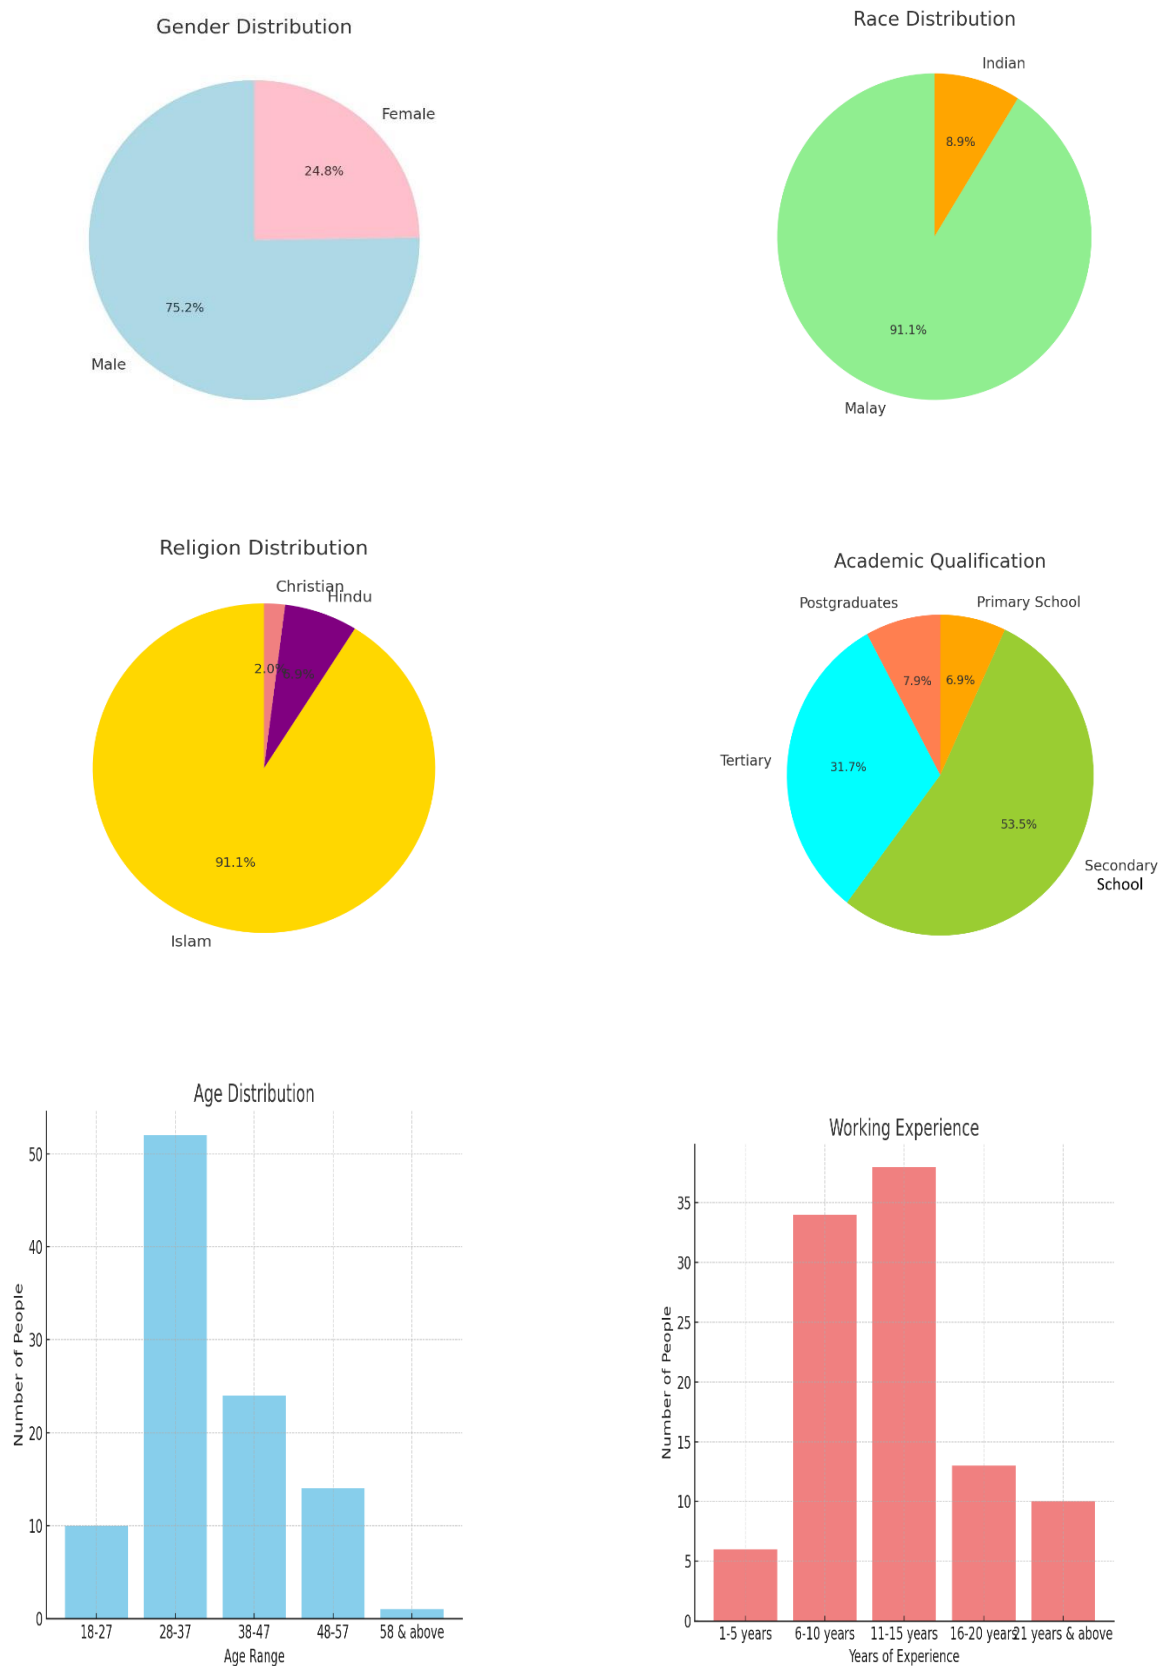 Gender Distribution
Female
24.8%
75.2%
Male
Race Distribution
Indian
8.9%
91.1%
Malay
Religion Distribution
Christian
Hindu
2.0%
91.1%
Islam
Academic Qualification
Postgraduates
Primary School
7.9%
6.9%
Tertiary
31.7%
53.5%
Secondary
School
Age Distribution
Number of People
50
40
30
20
10
0
18-27
28-37
38-47
48-57
58 & above
Age Range
Working Experience
Number of People
35
30
25
20
15
10
5
0
1-5 years
6-10 years
11-15 years
16-20 years
21 years & above
Years of Experience